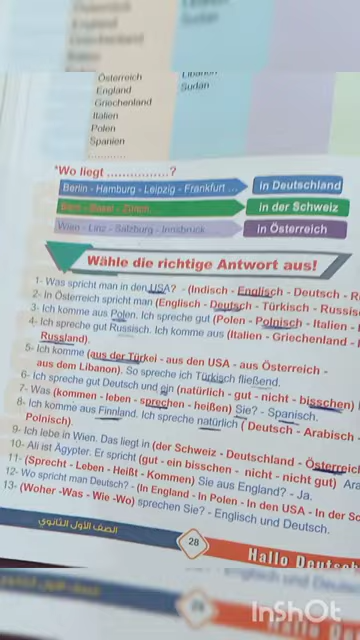 Österreich
England
Griechenland
Italien
Polen
Spanien
Libanon
Sudan
*Wo liegt ...............?
Berlin - Hamburg - Leipzig - Frankfurt ... in Deutschland
in der Schweiz
Wien - Linz - Salzburg - Innsbruck in Österreich
Wähle die richtige Antwort aus!
1- Was spricht man in den USA? - (Indisch - Englisch - Deutsch -
2- In Österreich spricht man (Englisch - Deutsch - Türkisch -
3- Ich komme aus Polen. Ich spreche gut (Polen - Polnisch - Italien -
4- Ich spreche gut Russisch. Ich komme aus (Italien - Griechenland -
Russland).
5- Ich komme (aus der Türkei - aus den USA - aus Österreich -
aus dem Libanon). So spreche ich Türkisch fließend.
6- Ich spreche gut Deutsch und ein (natürlich - gut - nicht - bisschen)
7- Was (kommen - leben - sprechen - heißen) Sie? - Spanisch.
8- Ich komme aus Finnland. Ich spreche natürlich ( Deutsch - Arabisch -
Polnisch).
9- Ich lebe in Wien. Das liegt in (der Schweiz - Deutschland - Österreich
10- Ali ist Ägypter. Er spricht (gut - ein bisschen - nicht - nicht gut)
11- (Sprecht - Leben - Heißt - Kommen) Sie aus England? - Ja.
12- Wo spricht man Deutsch? - (In England - In Polen - In den USA - In der
13- (Woher -Was - Wie - Wo) sprechen Sie? - Englisch und Deutsch.
الصف الأول الثانوي
28
Hallo Deutsch
InShOt